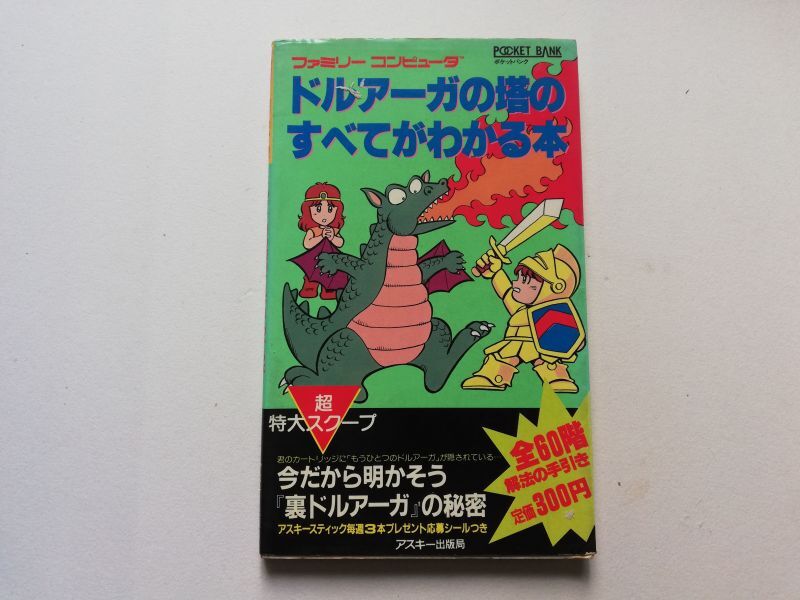 ファミリー コンピュータ™
POCKET BANK
ポケットバンク
ドルアーガの塔の
すべてがわかる本
超
特大スクープ
君のカートリッジに「もうひとつのドルアーガ」が隠されている…
今だから明かそう
『裏ドルアーガ』の秘密
アスキースティック毎週3本プレゼント応募シールつき
アスキー出版局
全60階
解法の手引き
定価300円